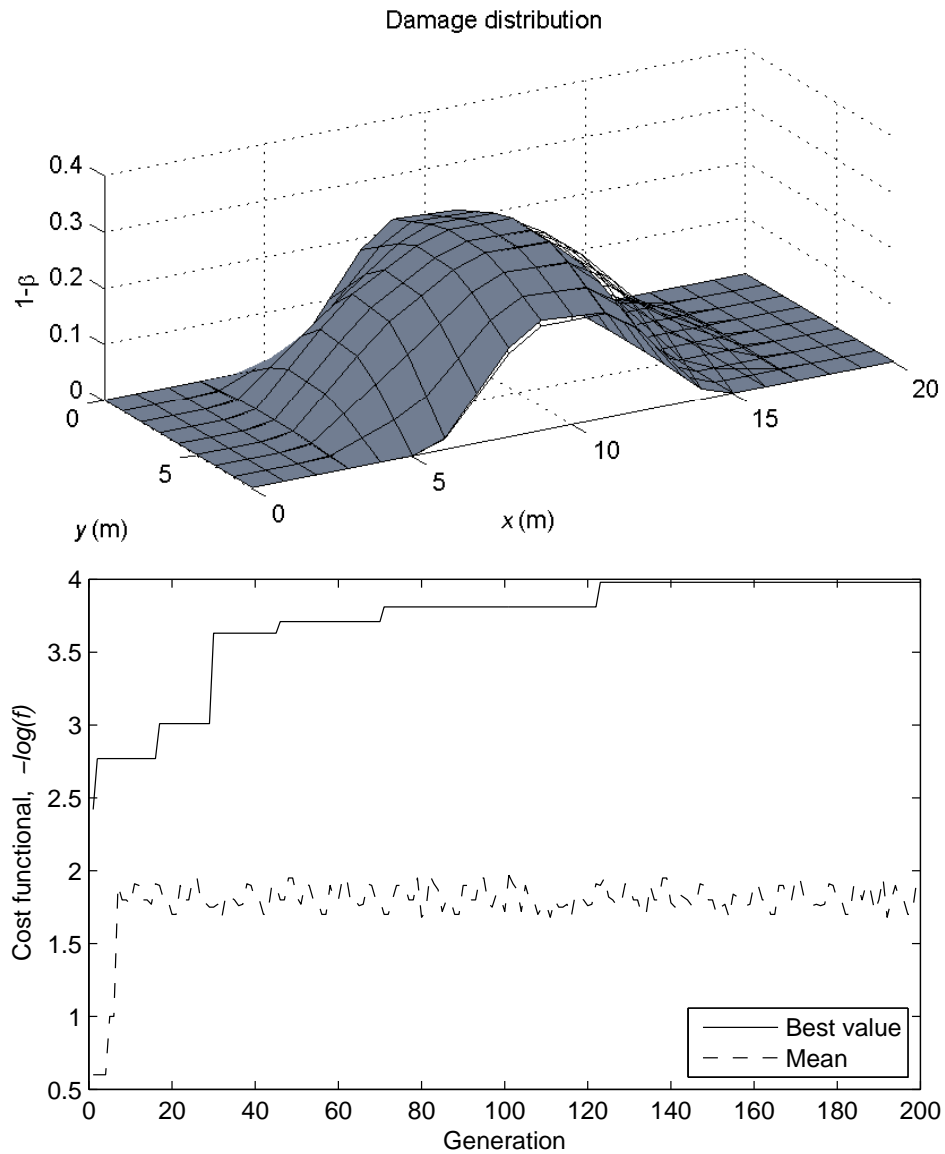 Damage distribution
0.4
0.3
0.2
0.1
0
1-β
0
5
y (m)
0
5
10
15
20
x (m)
4
3.5
3
2.5
2
1.5
1
0.5
Cost functional, −log(f)
Best value
Mean
0 20 40 60 80 100 120 140 160 180 200
Generation